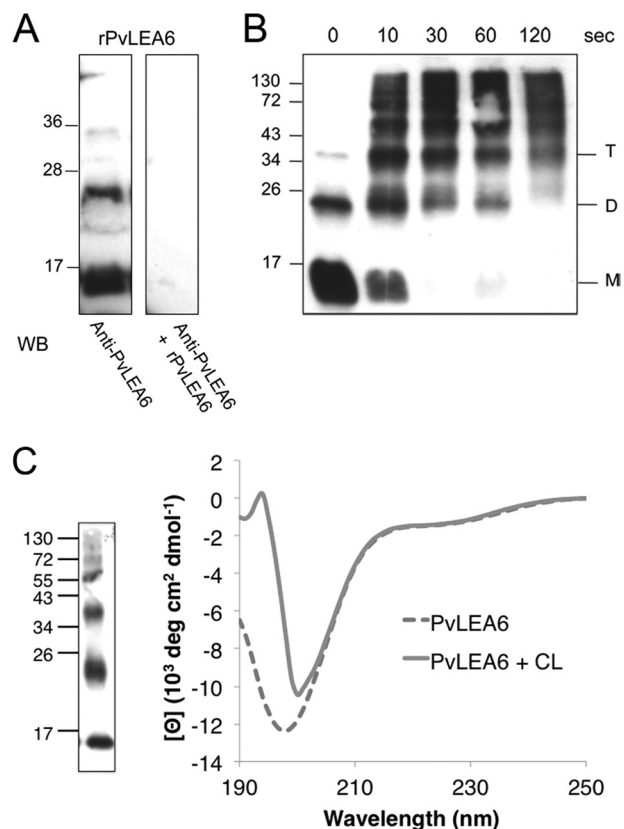 A
rPvLEA6
36
28
17
WB
Anti-PvLEA6
Anti-PvLEA6
+ rPvLEA6
B
0 10 30 60 120 sec
130
72
43
34
26
17
T
D
M
C
130
72
55
43
34
26
17
[Θ] (10³ deg cm² dmol⁻¹)
2
0
-2
-4
-6
-8
-10
-12
-14
PvLEA6
PvLEA6 + CL
190 210 230 250
Wavelength (nm)